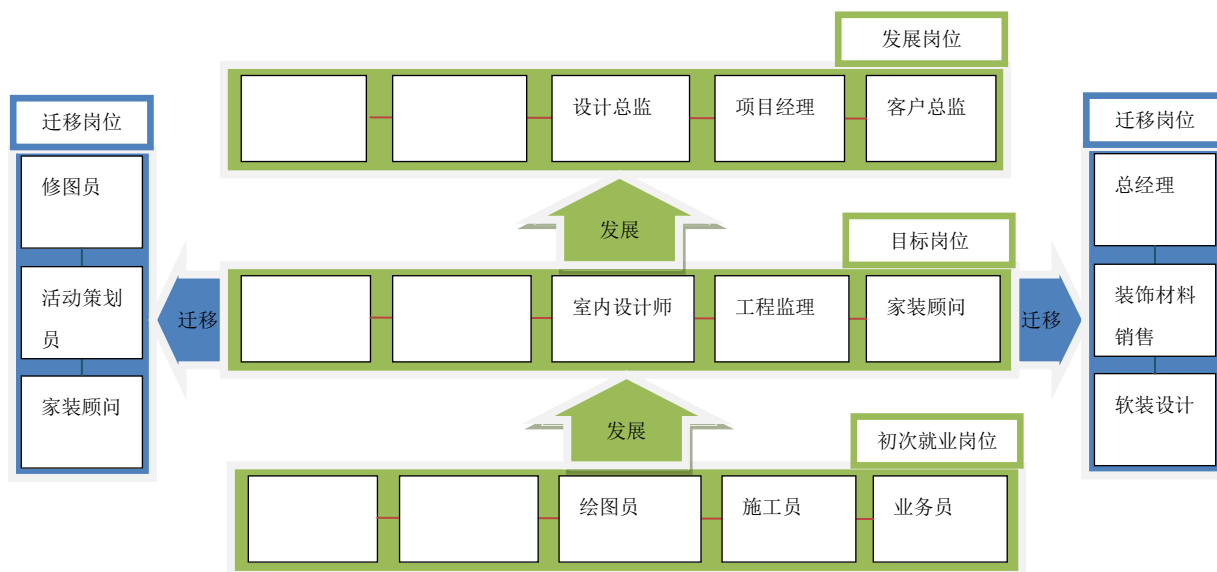 发展岗位
设计总监
项目经理
客户总监
迁移岗位
修图员
活动策划
员
家装顾问
迁移岗位
总经理
装饰材料
销售
软装设计
发展
目标岗位
迁移
室内设计师
工程监理
家装顾问
迁移
发展
初次就业岗位
绘图员
施工员
业务员